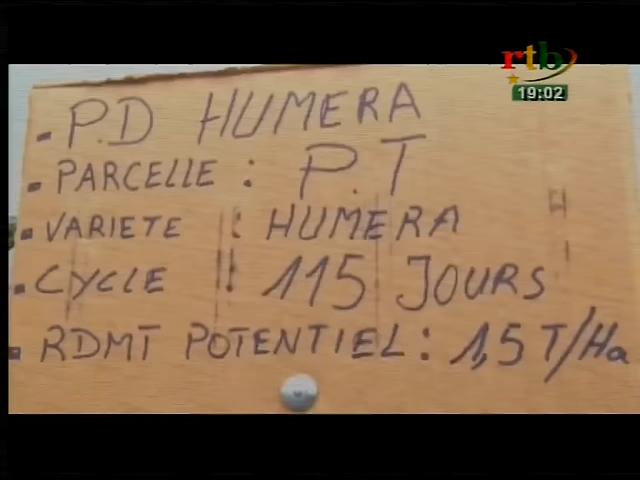 rtb
19:02
. P.D HUMERA
. PARCELLE : P.T
. VARIETE : HUMERA
. CYCLE : 115 JOURS
. RDMT POTENTIEL : 1,5 T/Ha